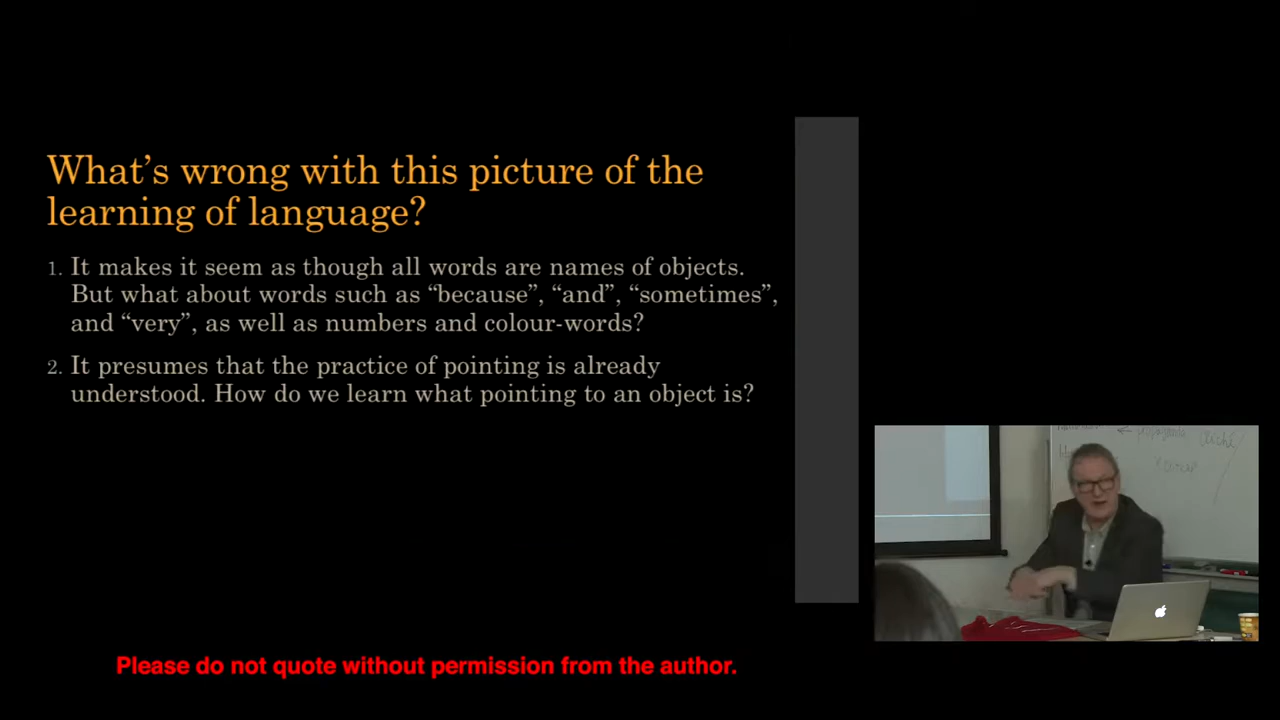 What’s wrong with this picture of the
learning of language?
1. It makes it seem as though all words are names of objects.
But what about words such as “because”, “and”, “sometimes”,
and “very”, as well as numbers and colour-words?
2. It presumes that the practice of pointing is already
understood. How do we learn what pointing to an object is?
Please do not quote without permission from the author.